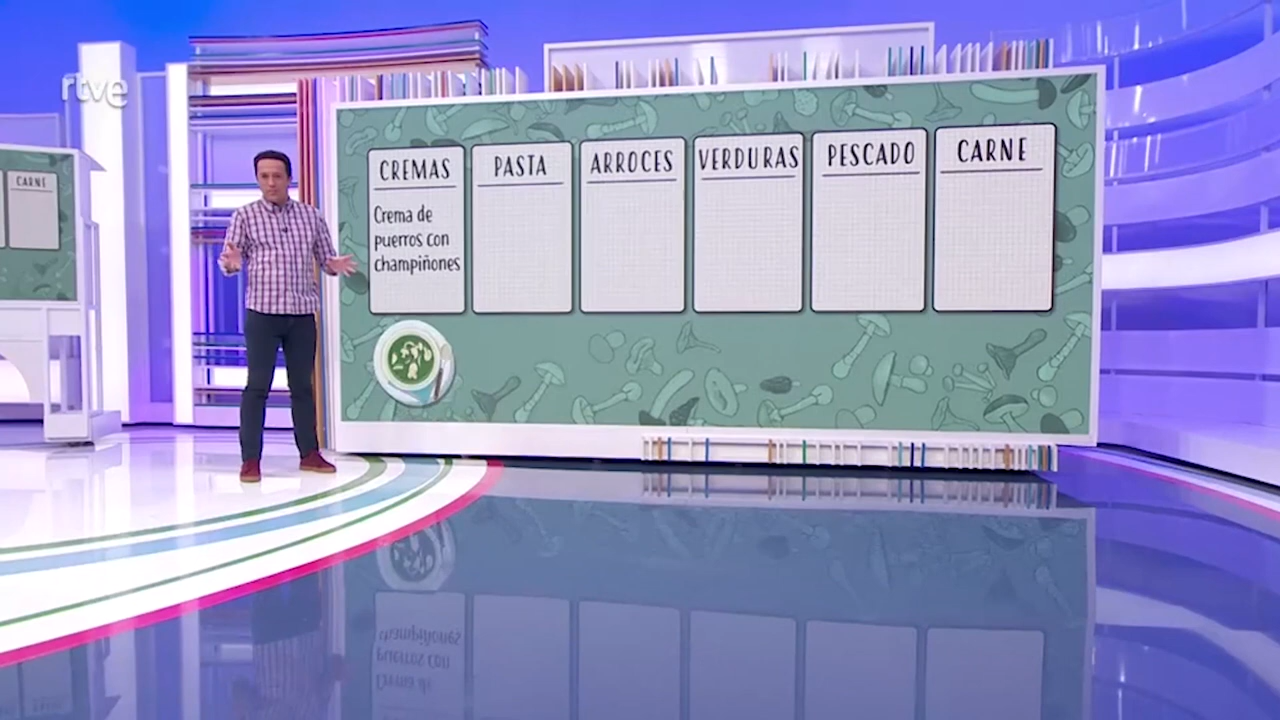 rtve
CREMAS
Crema de
puerros con
champiñones
PASTA
ARROCES
VERDURAS
PESCADO
CARNE
CARNE